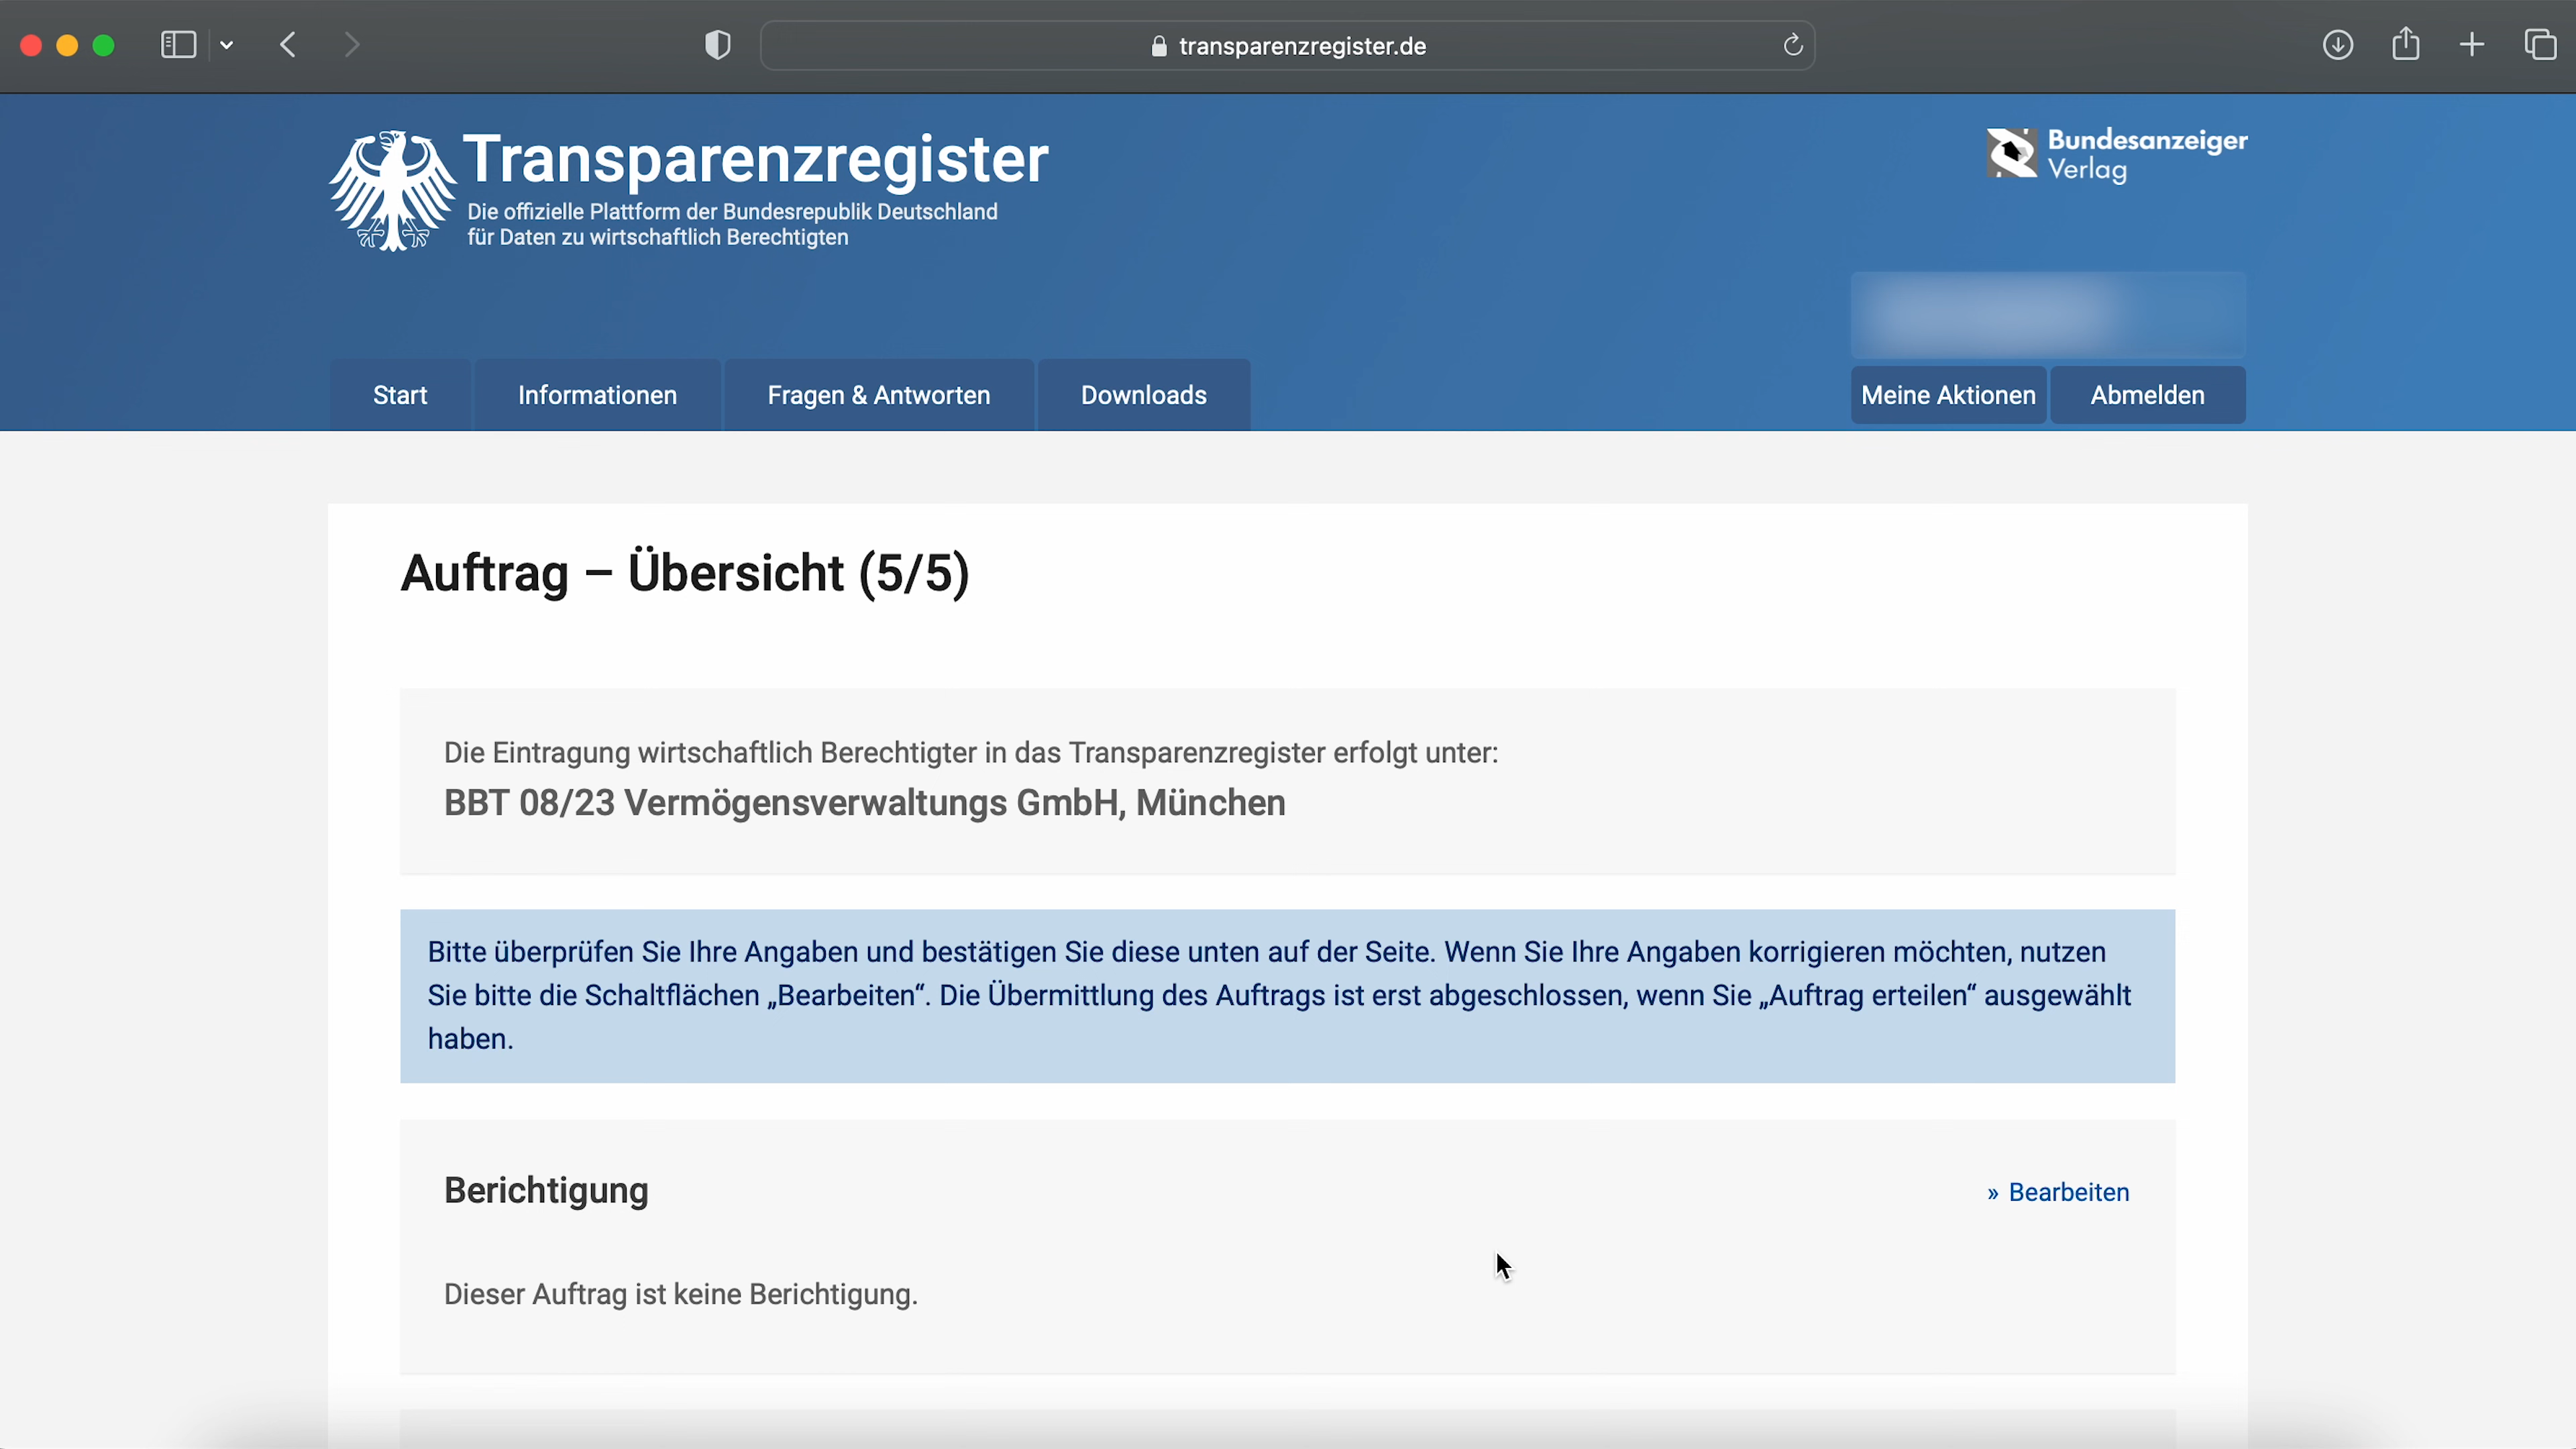 transparenzregister.de
Transparenzregister
Die offizielle Plattform der Bundesrepublik Deutschland
für Daten zu wirtschaftlich Berechtigten
Bundesanzeiger
Verlag
Start
Informationen
Fragen & Antworten
Downloads
Meine Aktionen
Abmelden
Auftrag – Übersicht (5/5)
Die Eintragung wirtschaftlich Berechtigter in das Transparenzregister erfolgt unter:
BBT 08/23 Vermögensverwaltungs GmbH, München
Bitte überprüfen Sie Ihre Angaben und bestätigen Sie diese unten auf der Seite. Wenn Sie Ihre Angaben korrigieren möchten, nutzen
Sie bitte die Schaltflächen „Bearbeiten“. Die Übermittlung des Auftrags ist erst abgeschlossen, wenn Sie „Auftrag erteilen“ ausgewählt
haben.
Berichtigung
» Bearbeiten
Dieser Auftrag ist keine Berichtigung.